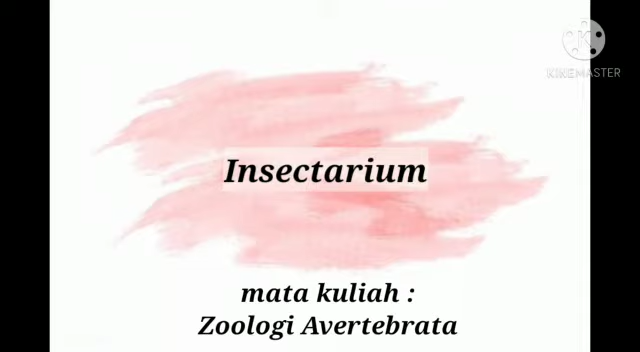 KINEMASTER
Insectarium
mata kuliah :
Zoologi Avertebrata